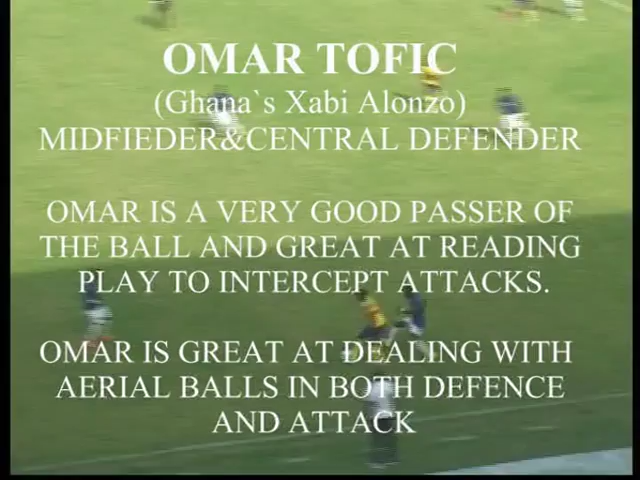 OMAR TOFIC
(Ghana`s Xabi Alonzo)
MIDFIEDER&CENTRAL DEFENDER
OMAR IS A VERY GOOD PASSER OF
THE BALL AND GREAT AT READING
PLAY TO INTERCEPT ATTACKS.
OMAR IS GREAT AT DEALING WITH
AERIAL BALLS IN BOTH DEFENCE
AND ATTACK